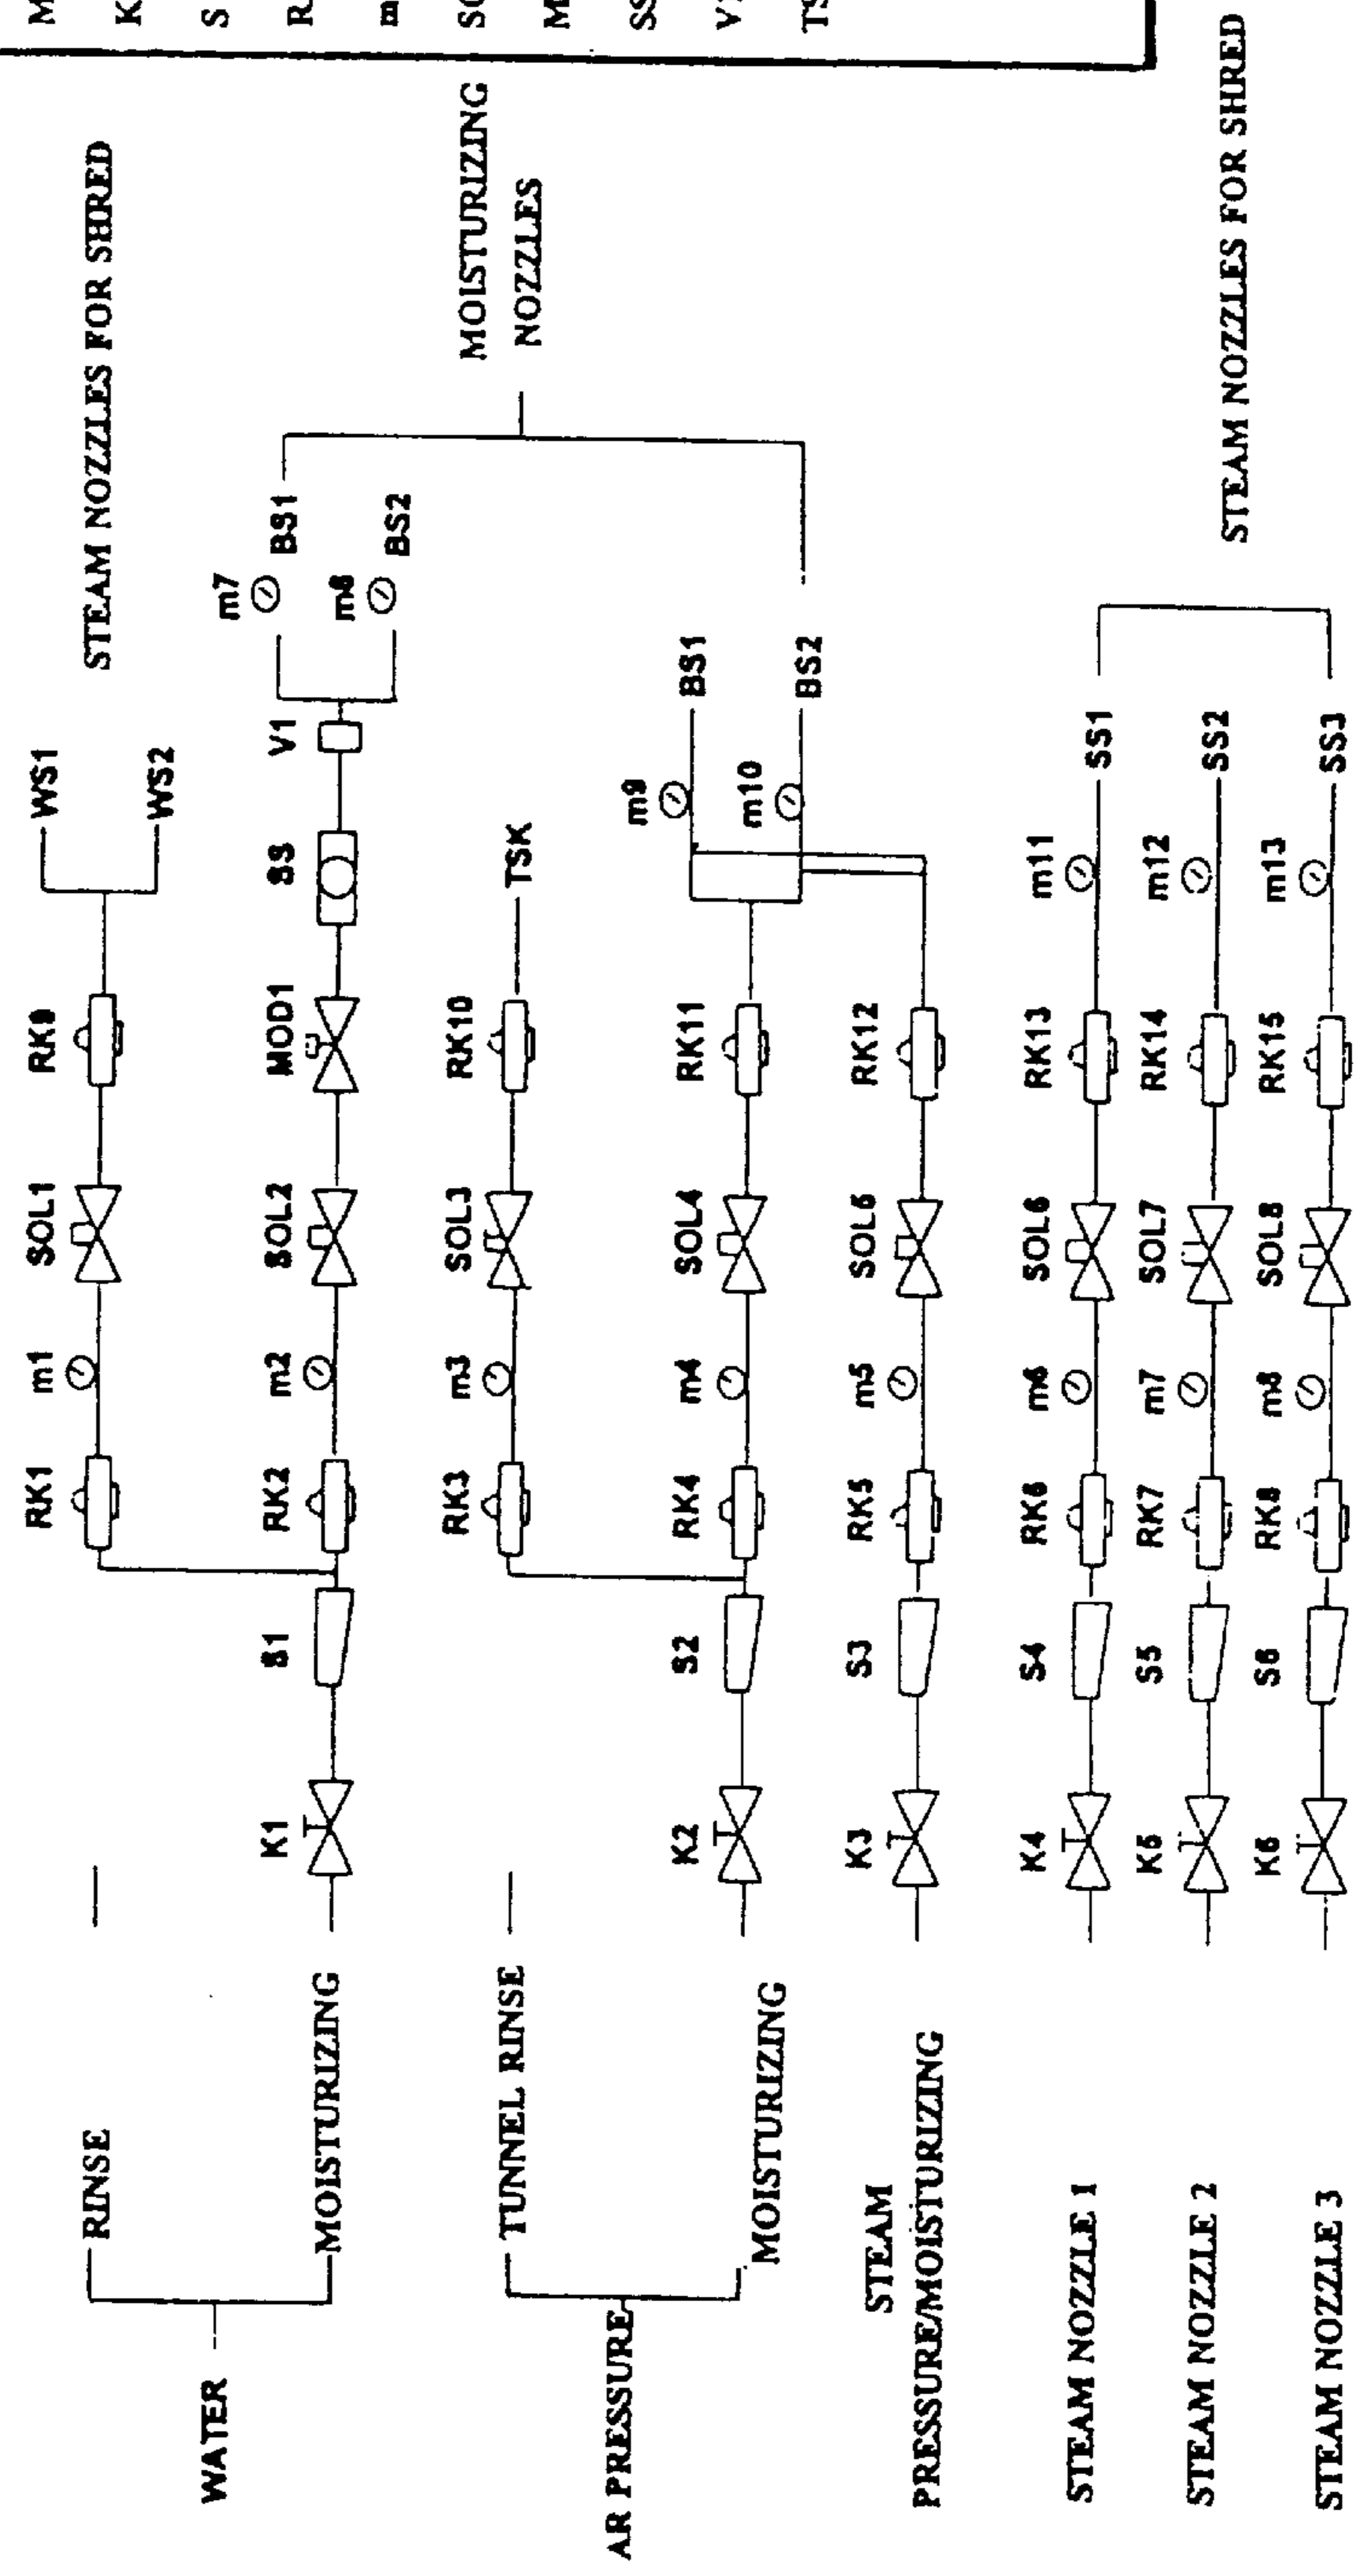 RINSE
RK1 m1 SOL1 RK9 WS1
WS2
STEAM NOZZLES FOR SHRED
WATER
MOISTURIZING
K1 S1 RK2 m2 SOL2 MOD1 SS V1
m7
BS1
m8
BS2
MOISTURIZING
NOZZLES
TUNNEL RINSE
RK3 m3 SOL3 RK10 TSK
AR PRESSURE
MOISTURIZING
K2 S2 RK4 m4 SOL4 RK11
m9
BS1
m10
BS2
STEAM
PRESSURE/MOISTURIZING
K3 S3 RK5 m5 SOL5 RK12
STEAM NOZZLE 1
K4 S4 RK6 m6 SOL6 RK13 m11 SS1
STEAM NOZZLE 2
K5 S5 RK7 m7 SOL7 RK14 m12 SS2
STEAM NOZZLE 3
K6 S6 RK8 m8 SOL8 RK15 m13 SS3
STEAM NOZZLES FOR SHRED
M
K
S
R
m
M
SS